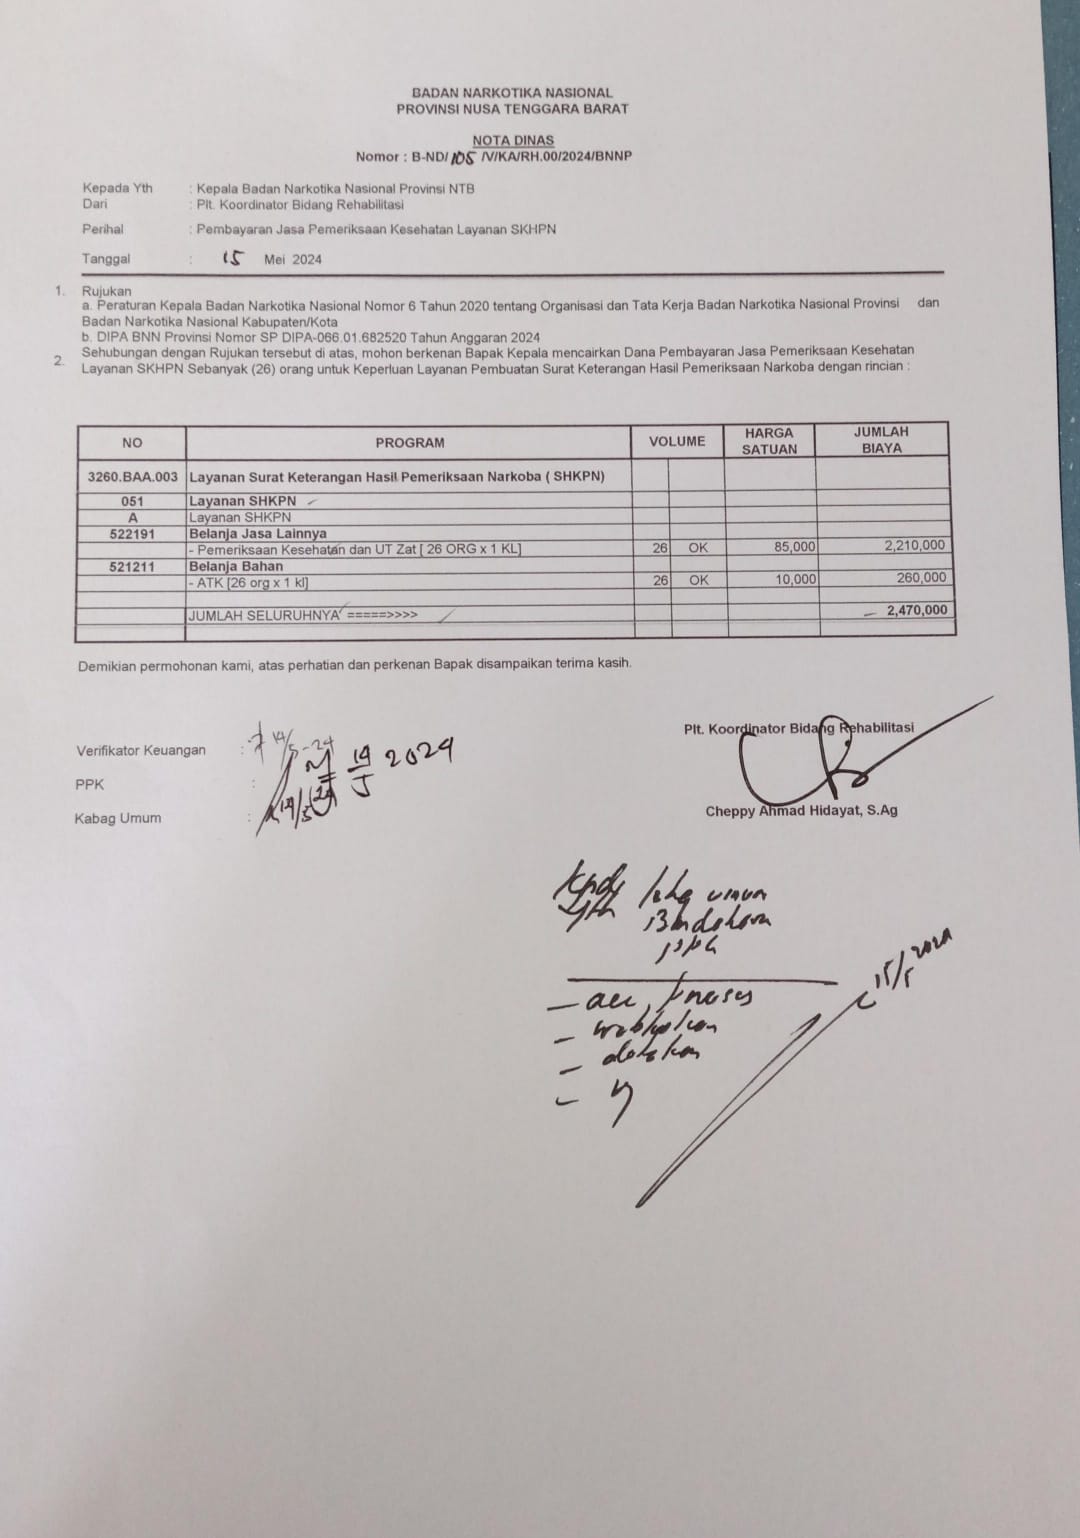 BADAN NARKOTIKA NASIONAL
PROVINSI NUSA TENGGARA BARAT
NOTA DINAS
Nomor : B-ND/105/V/KA/RH.00/2024/BNNP
Kepada Yth : Kepala Badan Narkotika Nasional Provinsi NTB
Dari : Plt. Koordinator Bidang Rehabilitasi
Perihal : Pembayaran Jasa Pemeriksaan Kesehatan Layanan SKHPN
Tanggal : 15 Mei 2024
1. Rujukan
a. Peraturan Kepala Badan Narkotika Nasional Nomor 6 Tahun 2020 tentang Organisasi dan Tata Kerja Badan Narkotika Nasional Provinsi dan
Badan Narkotika Nasional Kabupaten/Kota
b. DIPA BNN Provinsi Nomor SP DIPA-066.01.682520 Tahun Anggaran 2024
2. Sehubungan dengan Rujukan tersebut di atas, mohon berkenan Bapak Kepala mencairkan Dana Pembayaran Jasa Pemeriksaan Kesehatan
Layanan SKHPN Sebanyak (26) orang untuk Keperluan Layanan Pembuatan Surat Keterangan Hasil Pemeriksaan Narkoba dengan rincian :
NO PROGRAM VOLUME HARGA SATUAN JUMLAH BIAYA
3260.BAA.003 Layanan Surat Keterangan Hasil Pemeriksaan Narkoba ( SHKPN)
051 Layanan SHKPN
A Layanan SHKPN
522191 Belanja Jasa Lainnya
- Pemeriksaan Kesehatan dan UT Zat [ 26 ORG x 1 KL] 26 OK 85,000 2,210,000
521211 Belanja Bahan
- ATK [26 org x 1 kl] 26 OK 10,000 260,000
JUMLAH SELURUHNYA =====>>>> 2,470,000
Demikian permohonan kami, atas perhatian dan perkenan Bapak disampaikan terima kasih.
Plt. Koordinator Bidang Rehabilitasi
Verifikator Keuangan : 14/5-24
PPK : 14/5 2024
Kabag Umum : 14/5/24
Cheppy Ahmad Hidayat, S.Ag
umum
15/5 2024